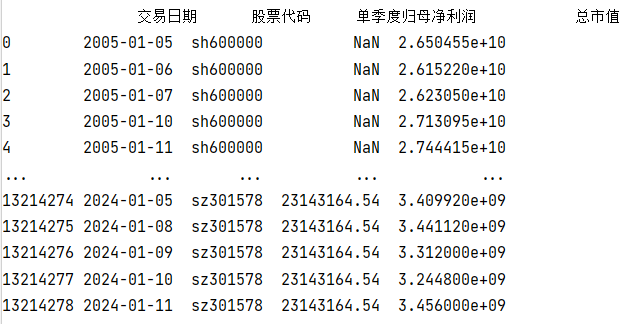 交易日期 股票代码 单季度归母净利润 总市值
0 2005-01-05 sh600000 NaN 2.650455e+10
1 2005-01-06 sh600000 NaN 2.615220e+10
2 2005-01-07 sh600000 NaN 2.623050e+10
3 2005-01-10 sh600000 NaN 2.713095e+10
4 2005-01-11 sh600000 NaN 2.744415e+10
... ... ... ... ...
13214274 2024-01-05 sz301578 23143164.54 3.409920e+09
13214275 2024-01-08 sz301578 23143164.54 3.441120e+09
13214276 2024-01-09 sz301578 23143164.54 3.312000e+09
13214277 2024-01-10 sz301578 23143164.54 3.244800e+09
13214278 2024-01-11 sz301578 23143164.54 3.456000e+09